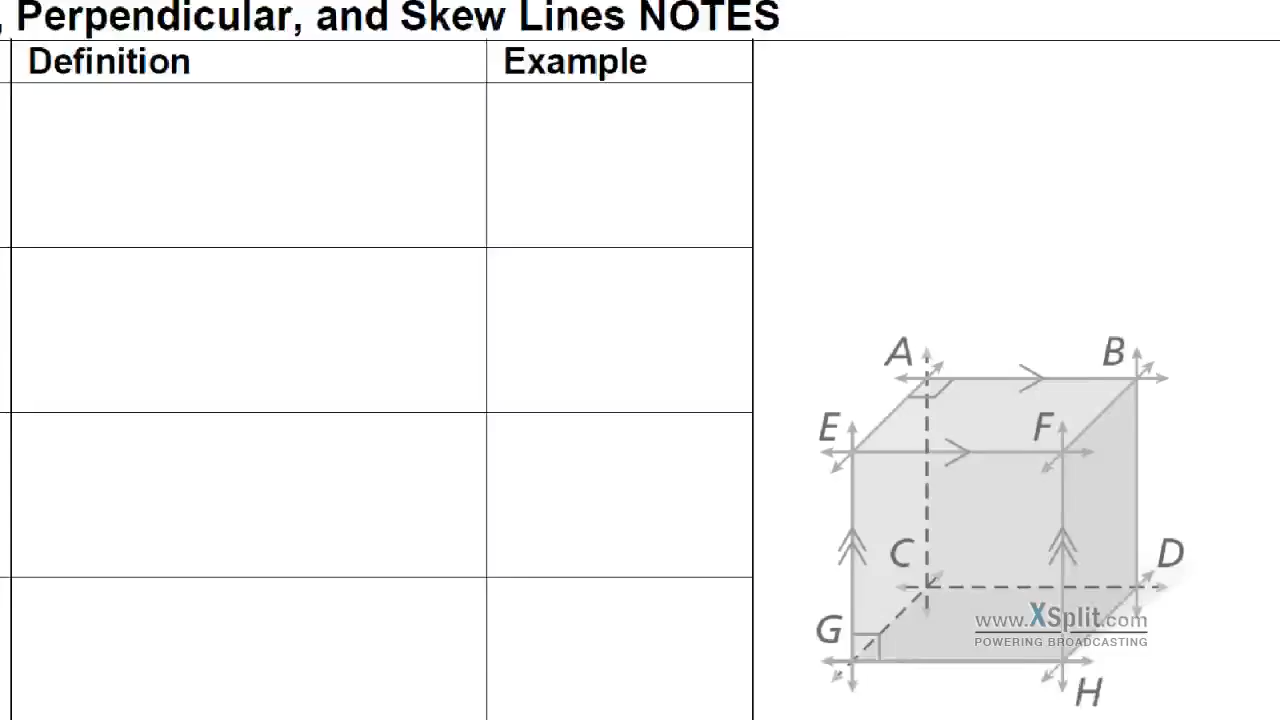 , Perpendicular, and Skew Lines NOTES
Definition
Example
A
B
E
F
C
D
G
www.XSplit.com
POWERING BROADCASTING
H